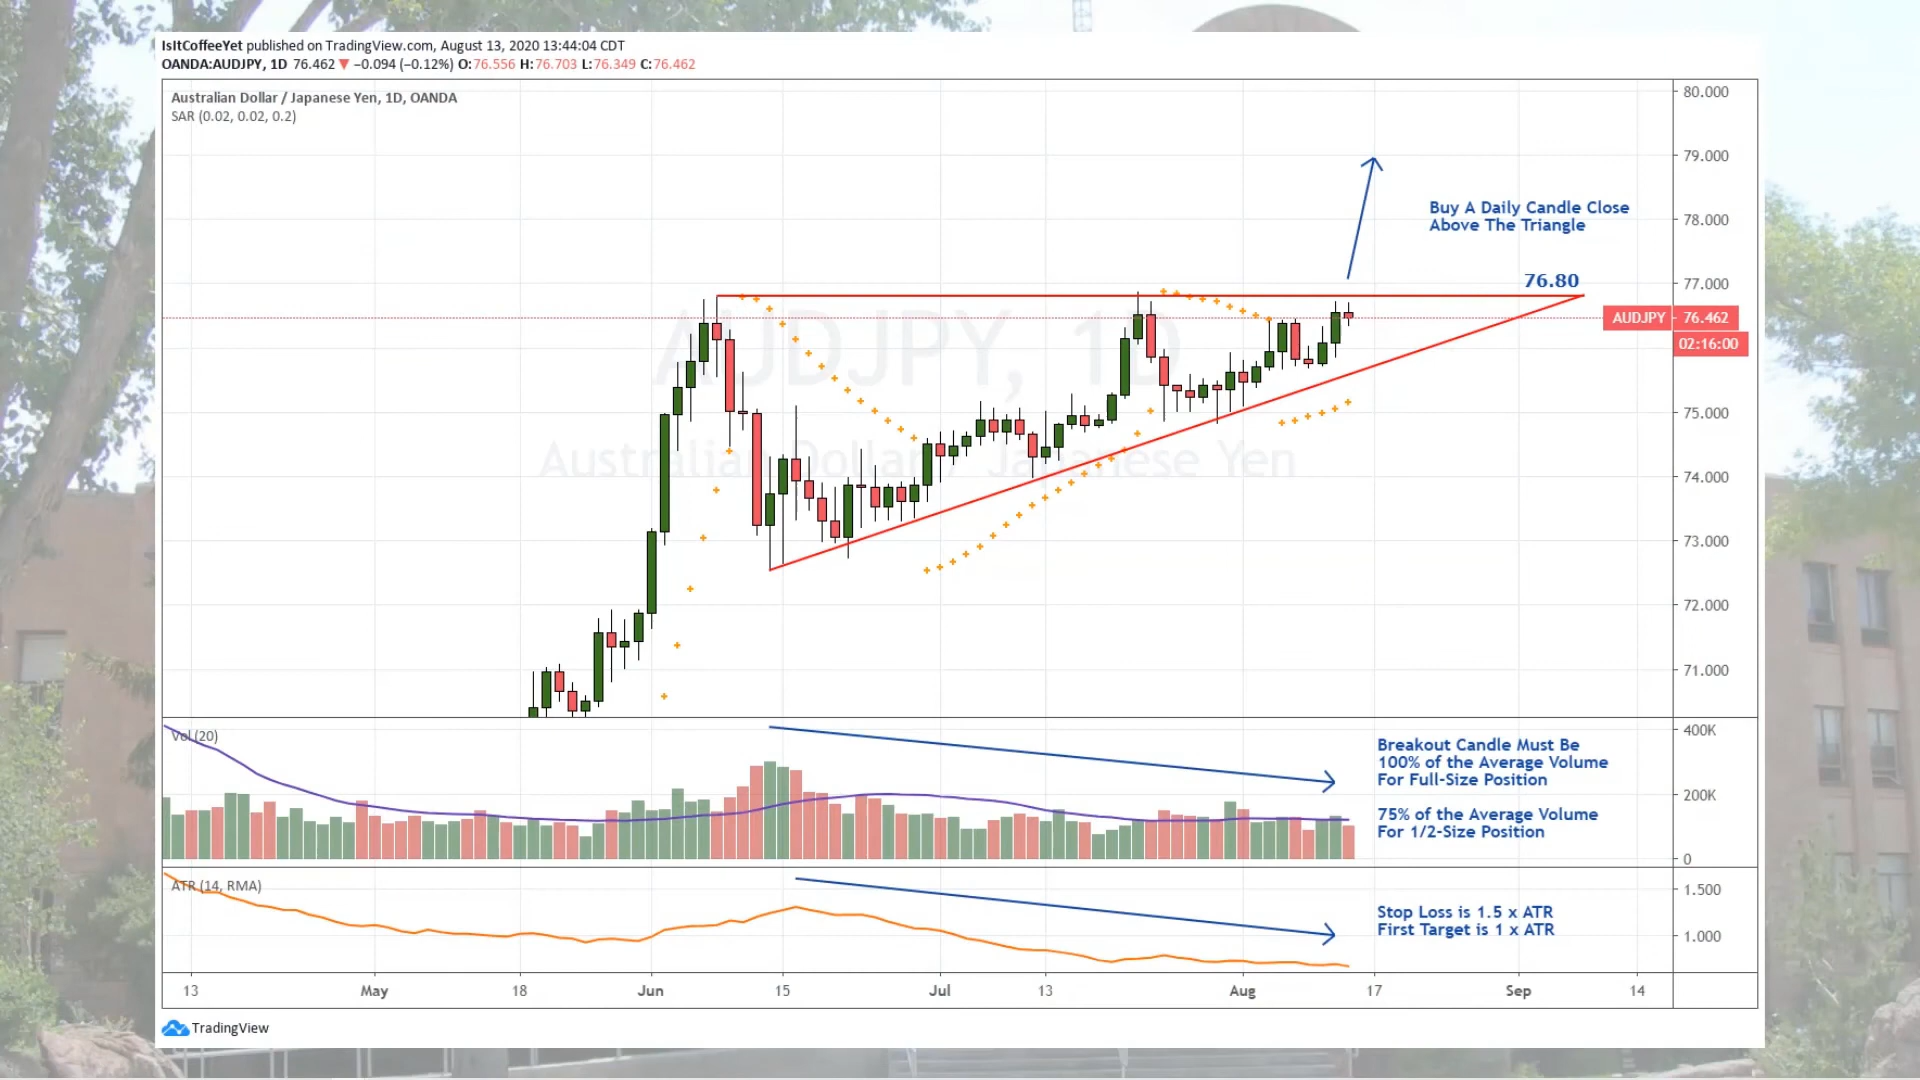 IsItCoffeeYet published on TradingView.com, August 13, 2020 13:44:04 CDT
OANDA:AUDJPY, 1D 76.462 ▼ −0.094 (−0.12%) O:76.556 H:76.703 L:76.349 C:76.462
Australian Dollar / Japanese Yen, 1D, OANDA
SAR (0.02, 0.02, 0.2)
80.000
79.000
Buy A Daily Candle Close
Above The Triangle
78.000
76.80
77.000
AUDJPY 76.462
02:16:00
AUDJPY, 1D
Australian Dollar / Japanese Yen
75.000
74.000
73.000
72.000
71.000
Vol (20)
400K
Breakout Candle Must Be
100% of the Average Volume
For Full-Size Position
200K
75% of the Average Volume
For 1/2-Size Position
0
ATR (14, RMA)
1.500
Stop Loss is 1.5 x ATR
First Target is 1 x ATR
1.000
13 May 18 Jun 15 Jul 13 Aug 17 Sep 14
TradingView